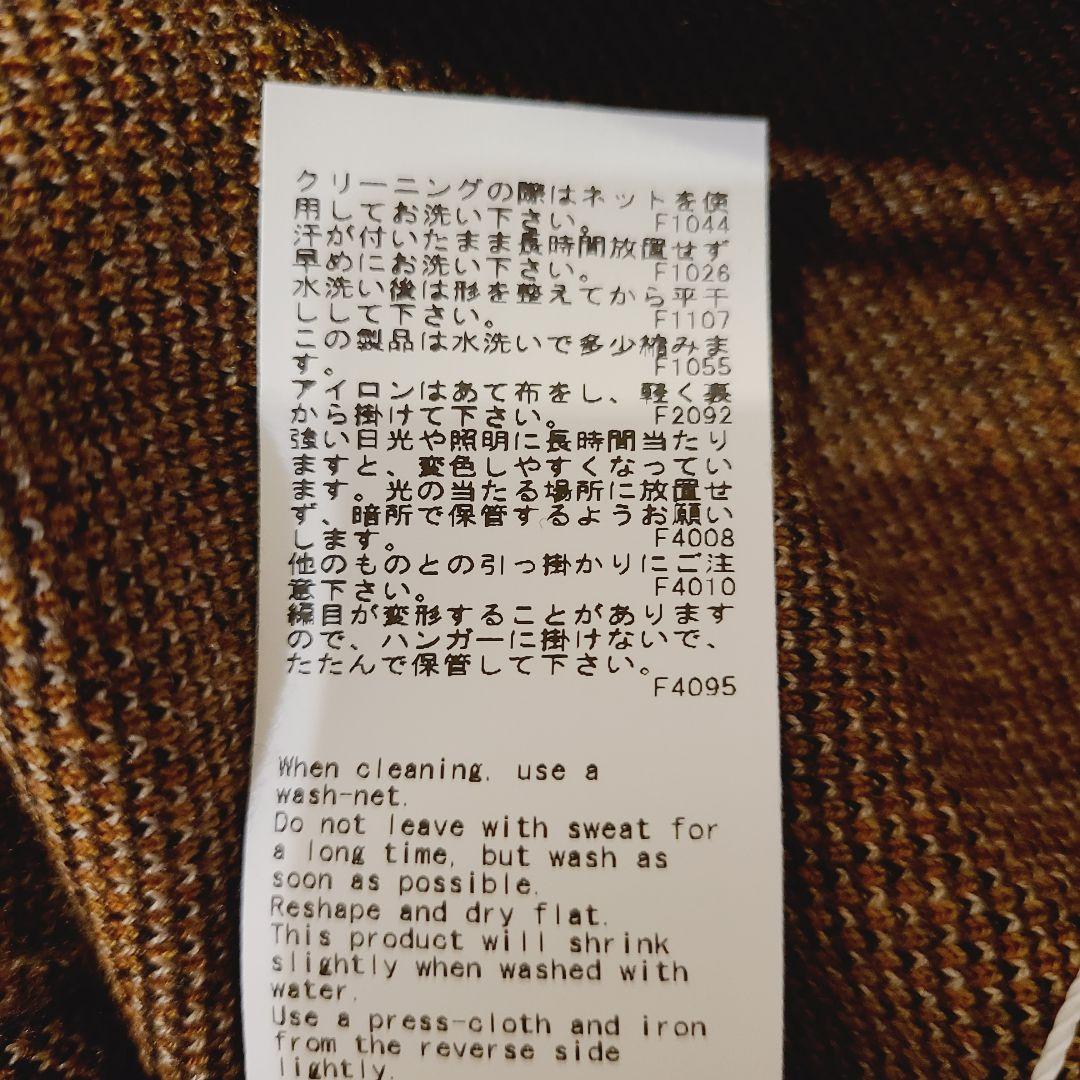 クリーニングの際はネットを使
用してお洗い下さい。 F1044
汗が付いたまま長時間放置せず
早めにお洗い下さい。 F1026
水洗い後は形を整えてから平干
しして下さい。 F1107
この製品は水洗いで多少縮みま
す。 F1055
アイロンはあて布をし、軽く裏
から掛けて下さい。 F2092
強い日光や照明に長時間当たり
ますと、変色しやすくなってい
ます。光の当たる場所に放置せ
ず、暗所で保管するようお願い
します。 F4008
他のものとの引っ掛かりにご注
意下さい。 F4010
編目が変形することがあります
ので、ハンガーに掛けないで、
たたんで保管して下さい。
F4095
When cleaning, use a
wash-net.
Do not leave with sweat for
a long time, but wash as
soon as possible.
Reshape and dry flat.
This product will shrink
slightly when washed with
water.
Use a press-cloth and iron
from the reverse side
lightly.